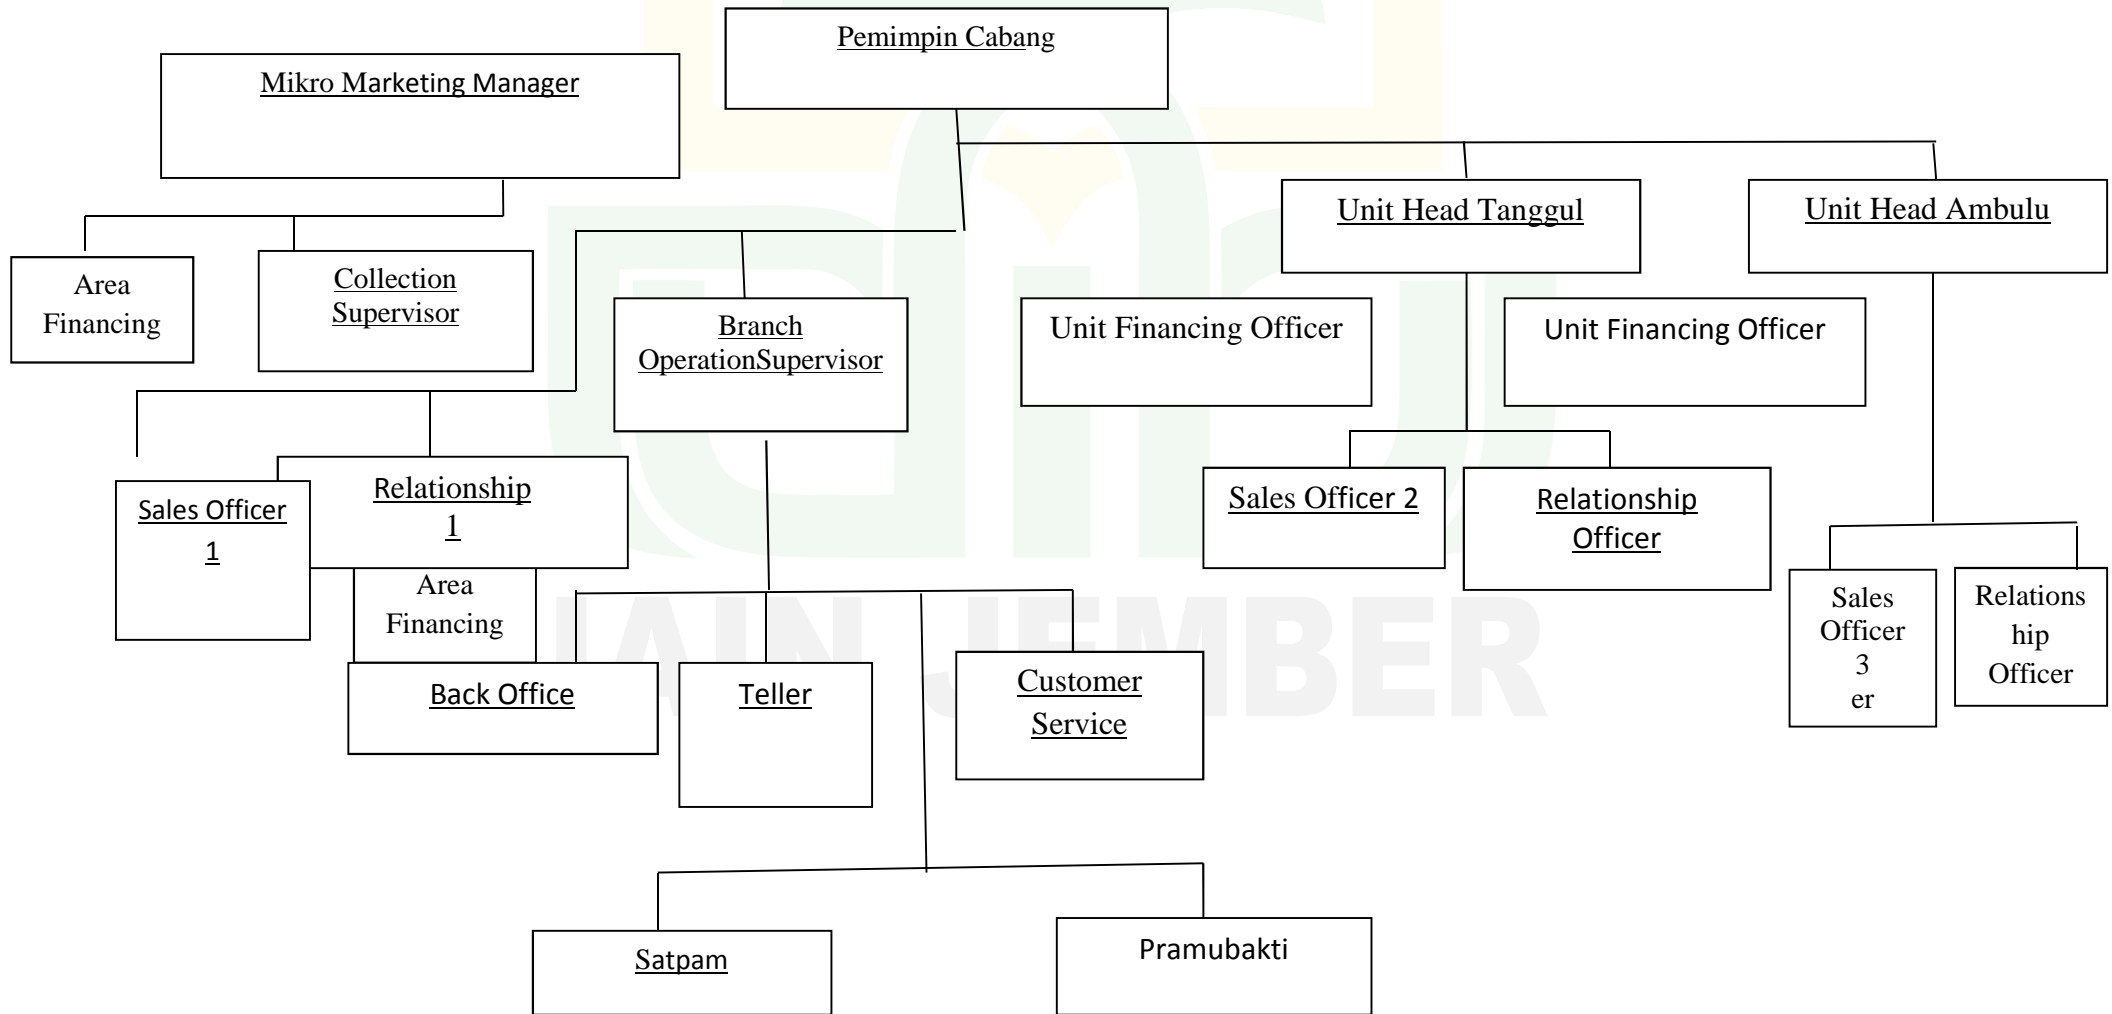 Pemimpin Cabang
Mikro Marketing Manager
Unit Head Tanggul
Unit Head Ambulu
Area
Financing
Collection
Supervisor
Branch
OperationSupervisor
Unit Financing Officer
Unit Financing Officer
Sales Officer
1
Relationship
1
Area
Financing
Sales Officer 2
Relationship
Officer
Sales
Officer
3
er
Relations
hip
Officer
Back Office
Teller
Customer
Service
Satpam
Pramubakti
IAIN JEMBER